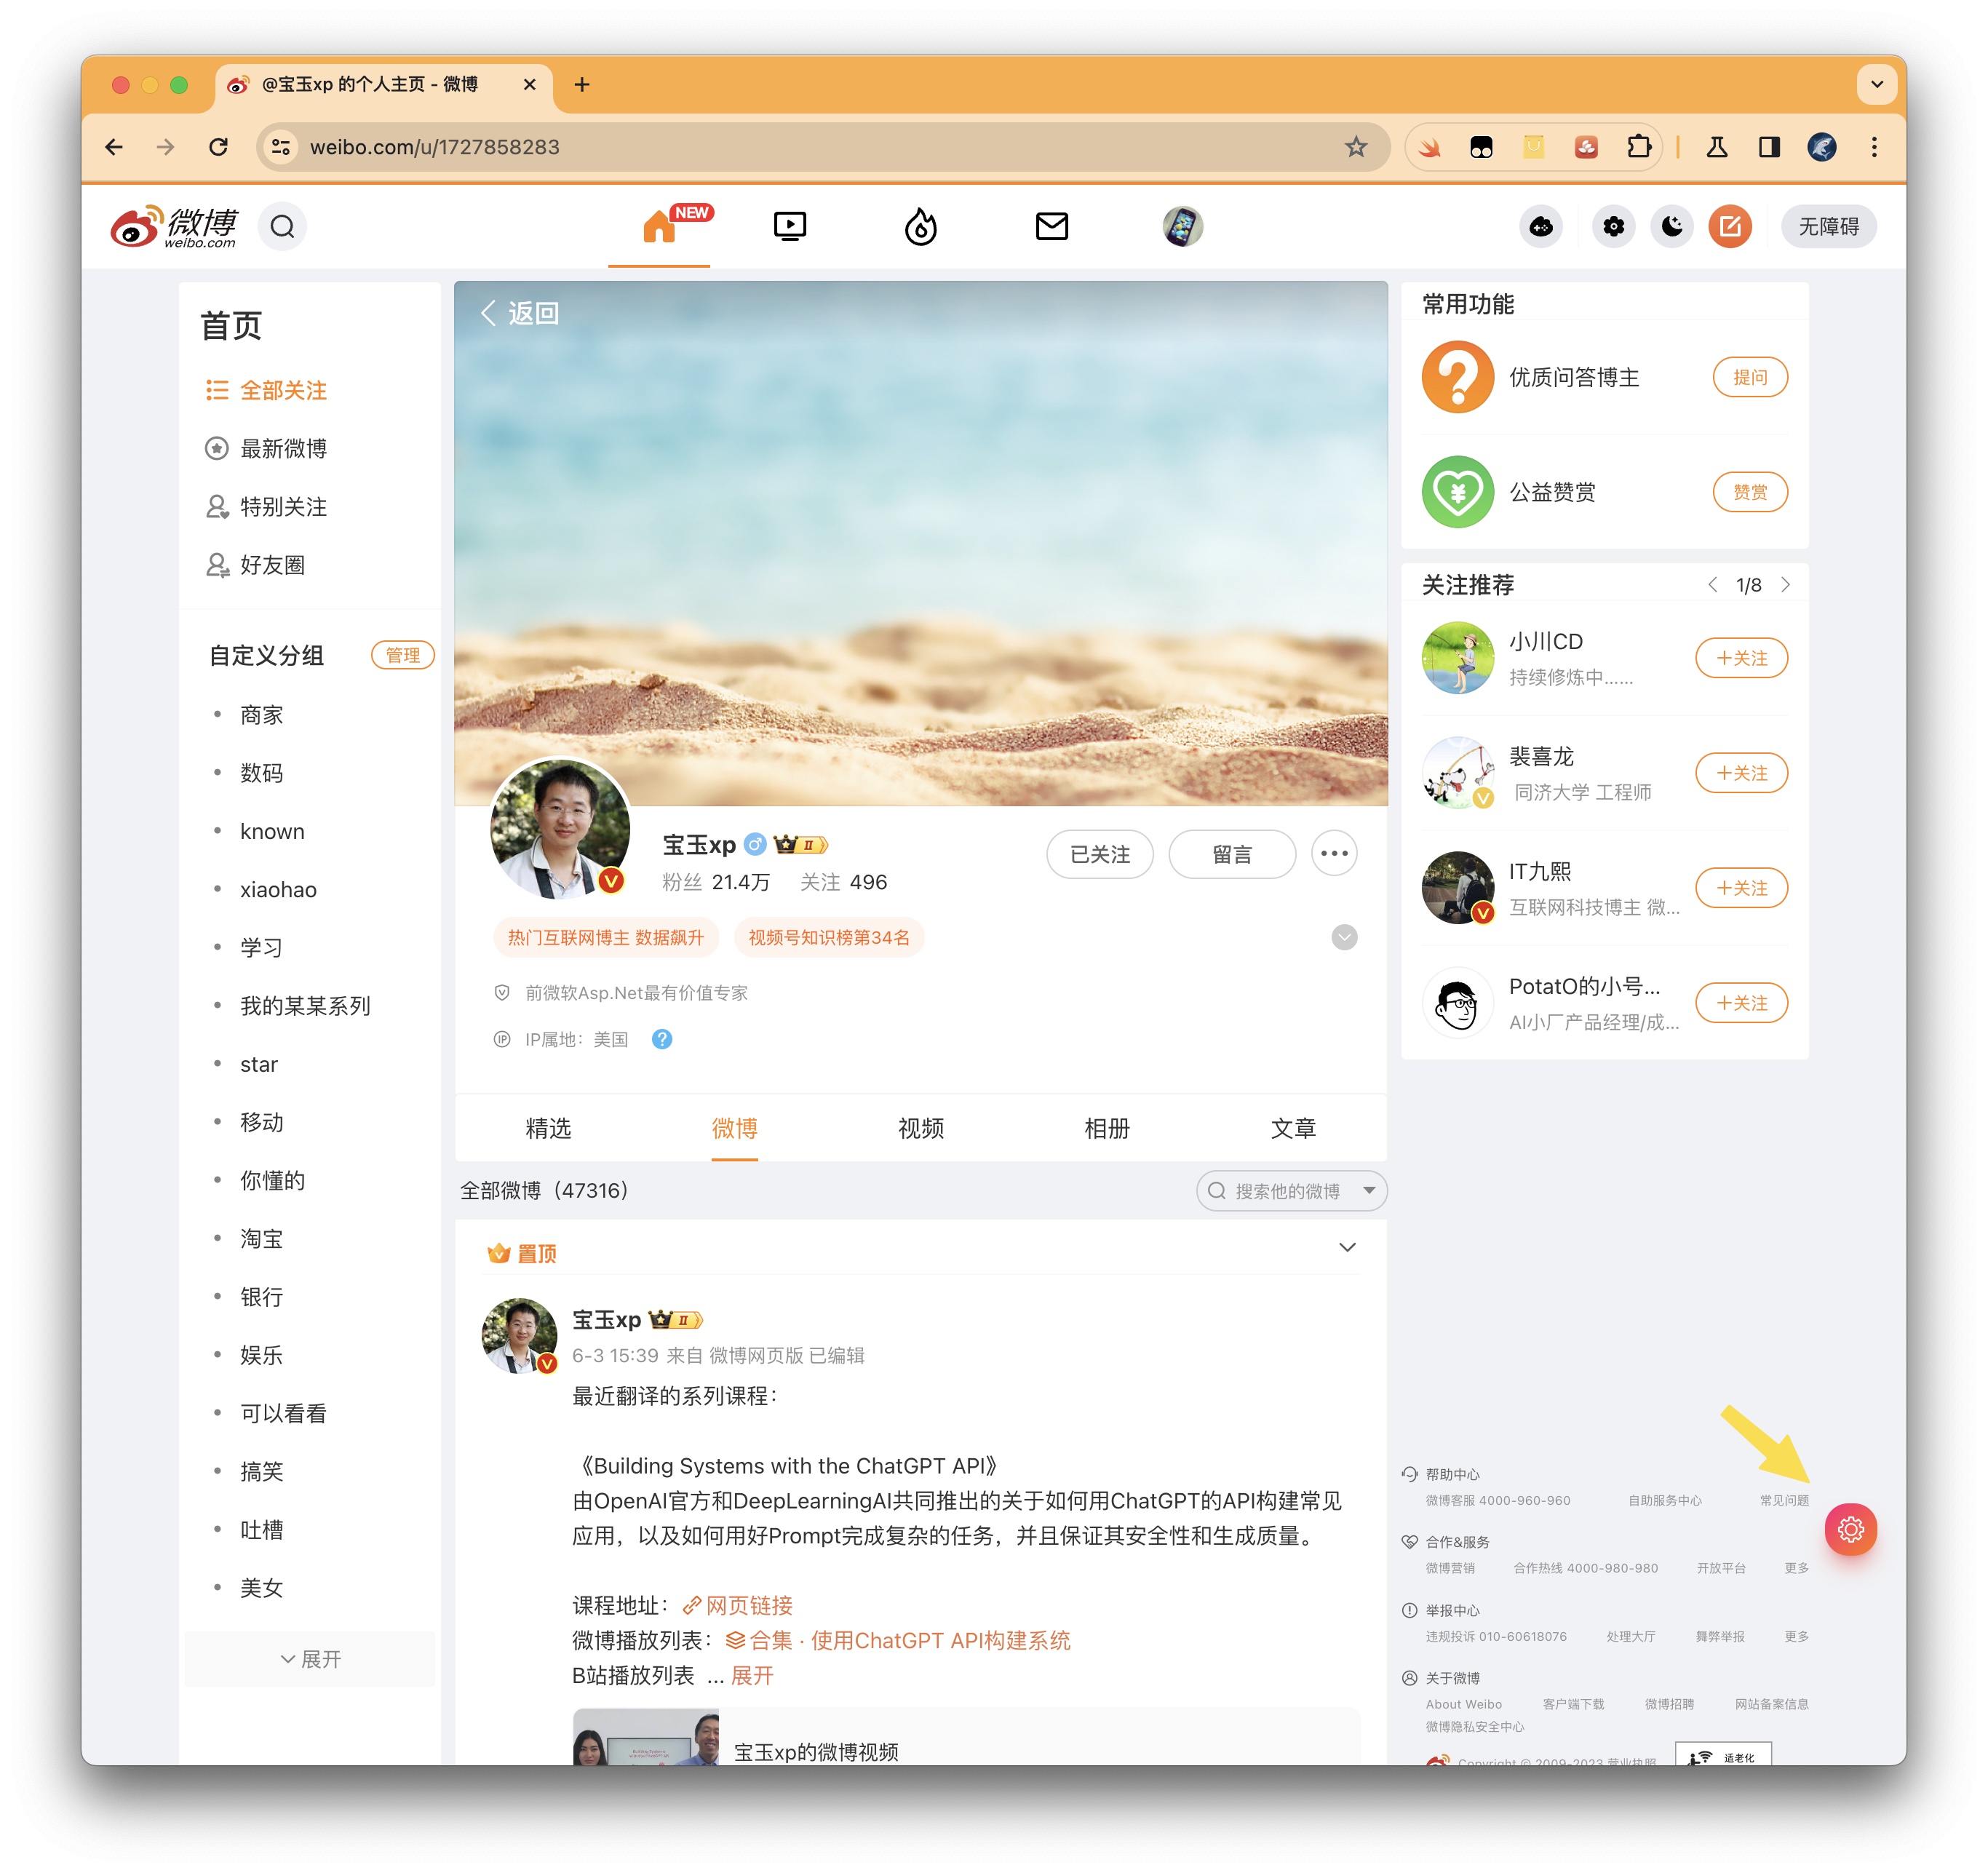 @宝玉xp 的个人主页 - 微博
weibo.com/u/1727858283
微博
weibo.com
NEW
无障碍
首页
全部关注
最新微博
特别关注
好友圈
自定义分组
管理
商家
数码
known
xiaohao
学习
我的某某系列
star
移动
你懂的
淘宝
银行
娱乐
可以看看
搞笑
吐槽
美女
展开
返回
宝玉xp
II
粉丝 21.4万 关注 496
已关注
留言
热门互联网博主 数据飙升
视频号知识榜第34名
前微软Asp.Net最有价值专家
IP属地：美国
精选
微博
视频
相册
文章
全部微博（47316）
搜索他的微博
置顶
宝玉xp
II
6-3 15:39 来自 微博网页版 已编辑
最近翻译的系列课程：
《Building Systems with the ChatGPT API》
由OpenAI官方和DeepLearningAI共同推出的关于如何用ChatGPT的API构建常见
应用，以及如何用好Prompt完成复杂的任务，并且保证其安全性和生成质量。
课程地址： 网页链接
微博播放列表： 合集 · 使用ChatGPT API构建系统
B站播放列表 ... 展开
宝玉xp的微博视频
常用功能
优质问答博主
提问
公益赞赏
赞赏
关注推荐
1/8
小川CD
持续修炼中......
+关注
裴喜龙
同济大学 工程师
+关注
IT九熙
互联网科技博主 微...
+关注
PotatO的小号...
AI小厂产品经理/成...
+关注
帮助中心
微博客服 4000-960-960 自助服务中心 常见问题
合作&服务
微博营销 合作热线 4000-980-980 开放平台 更多
举报中心
违规投诉 010-60618076 处理大厅 舞弊举报 更多
关于微博
About Weibo 客户端下载 微博招聘 网站备案信息
微博隐私安全中心
Copyright © 2009-2023 营业执照
适老化